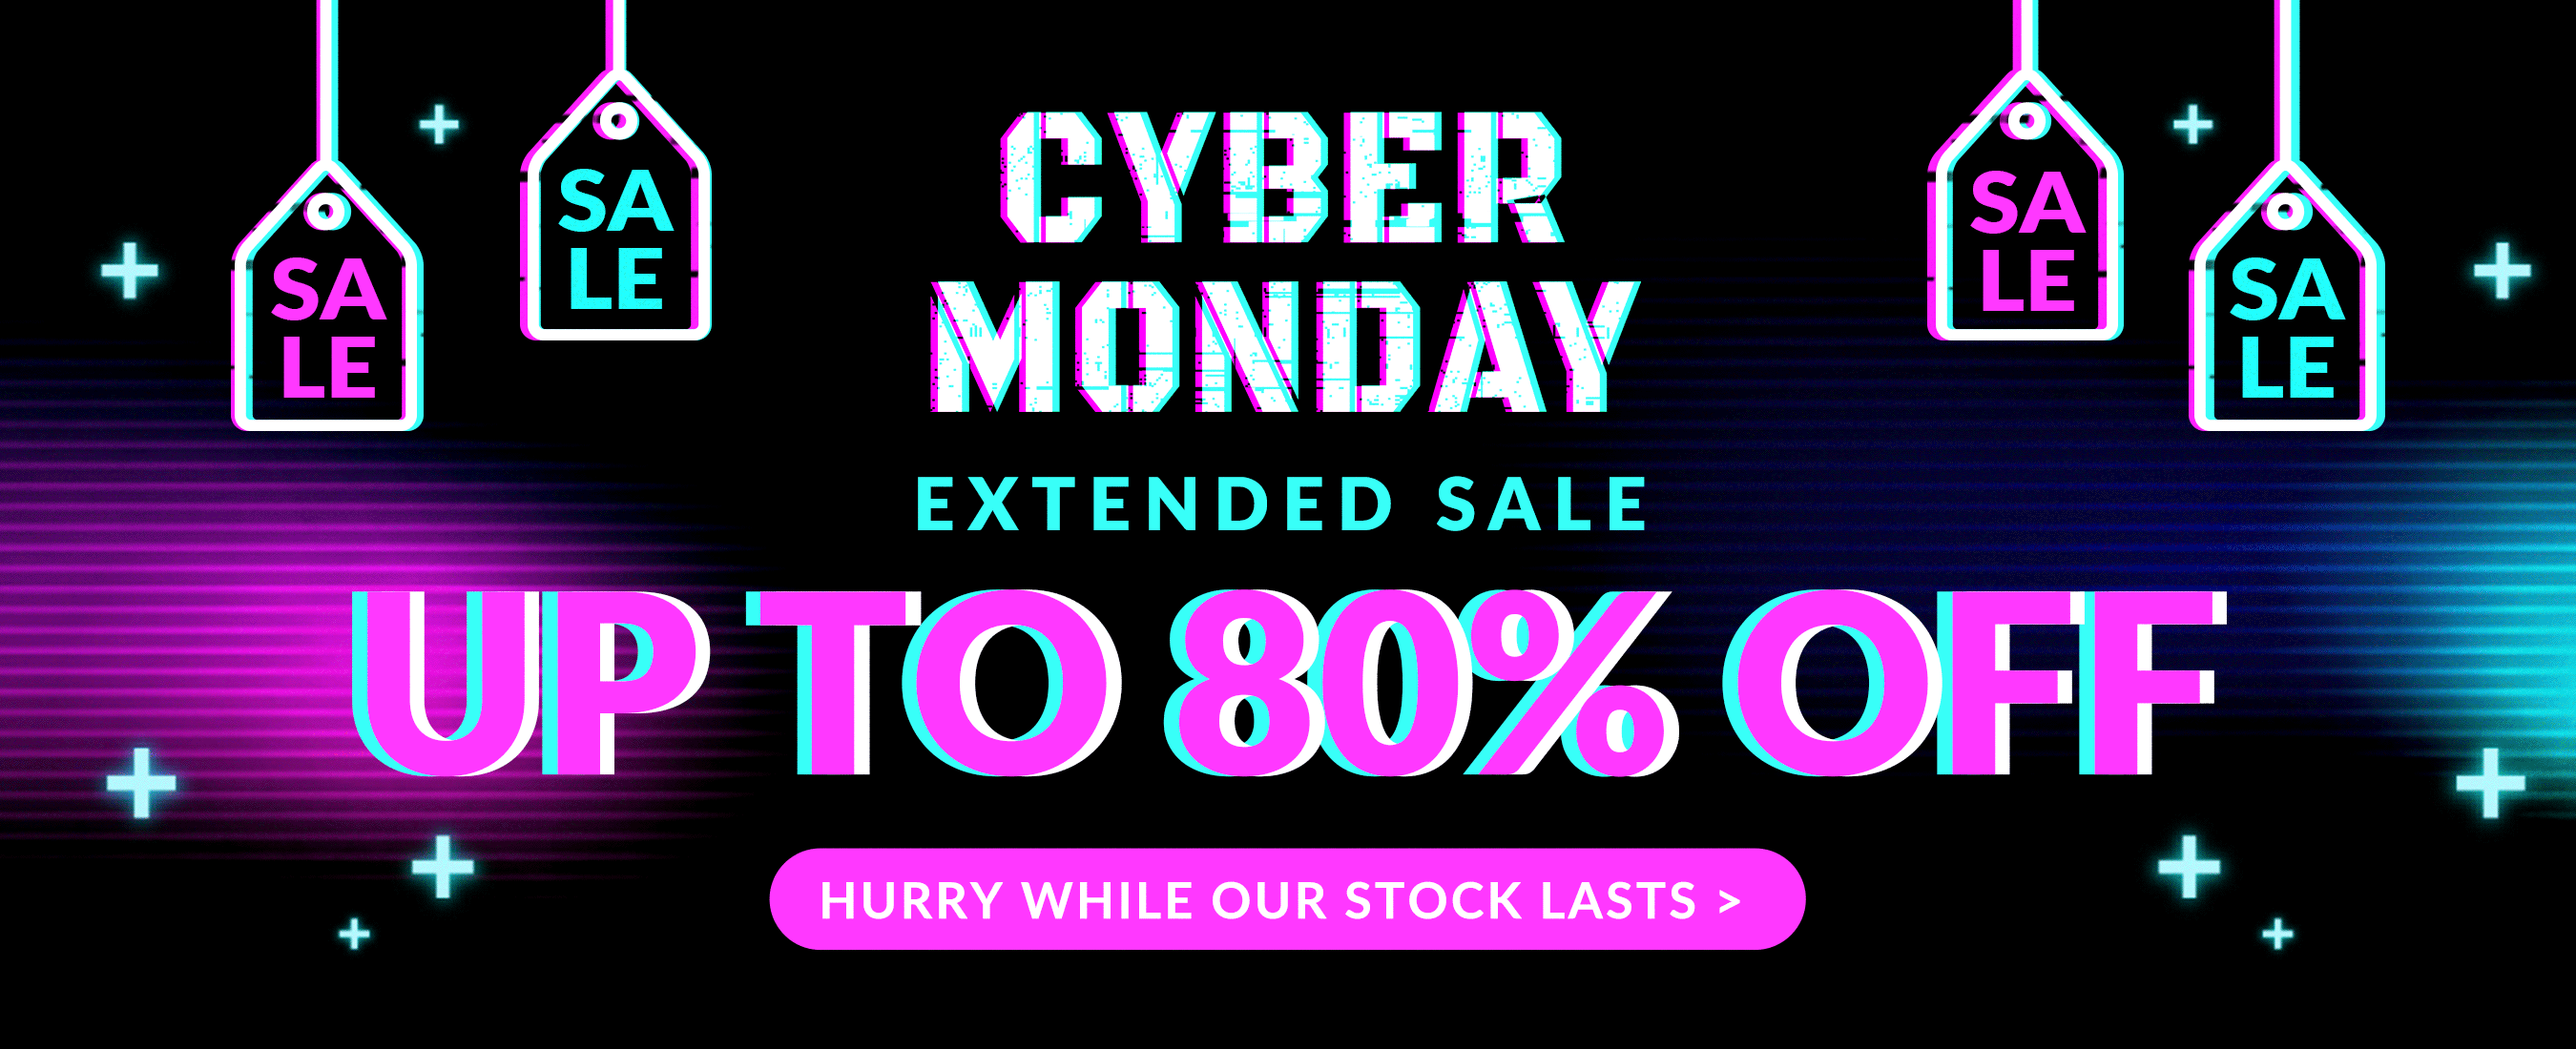 SA
LE
SA
LE
CYBER
MONDAY
SA
LE
SA
LE
EXTENDED SALE
UP TO 80% OFF
HURRY WHILE OUR STOCK LASTS >